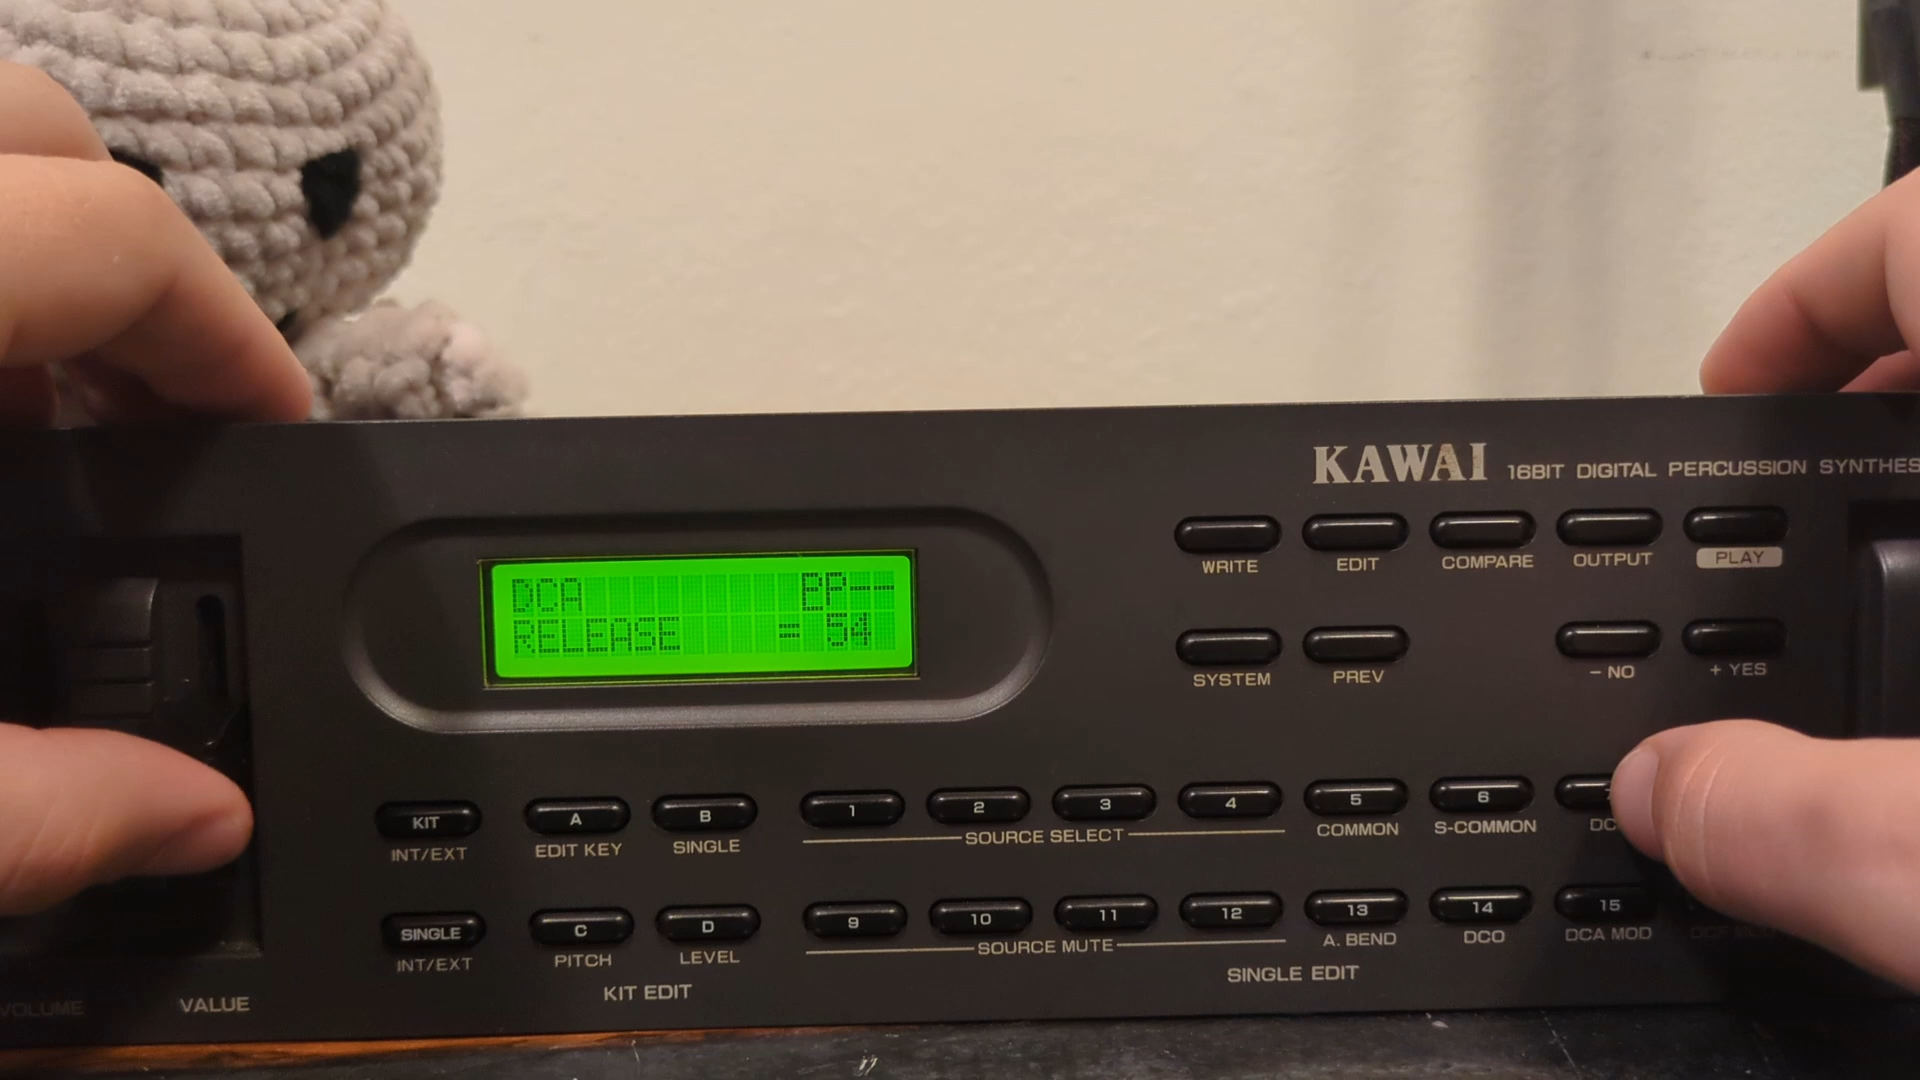 KAWAI 16BIT DIGITAL PERCUSSION SYNTHES
WRITE EDIT COMPARE OUTPUT PLAY
DCA PP--
RELEASE = 54
SYSTEM PREV - NO + YES
KIT A B 1 2 3 4 5 6 7
INT/EXT EDIT KEY SINGLE SOURCE SELECT COMMON S-COMMON DC
SINGLE C D 9 10 11 12 13 14 15
INT/EXT PITCH LEVEL SOURCE MUTE A. BEND DCO DCA MOD
KIT EDIT SINGLE EDIT
VOLUME VALUE